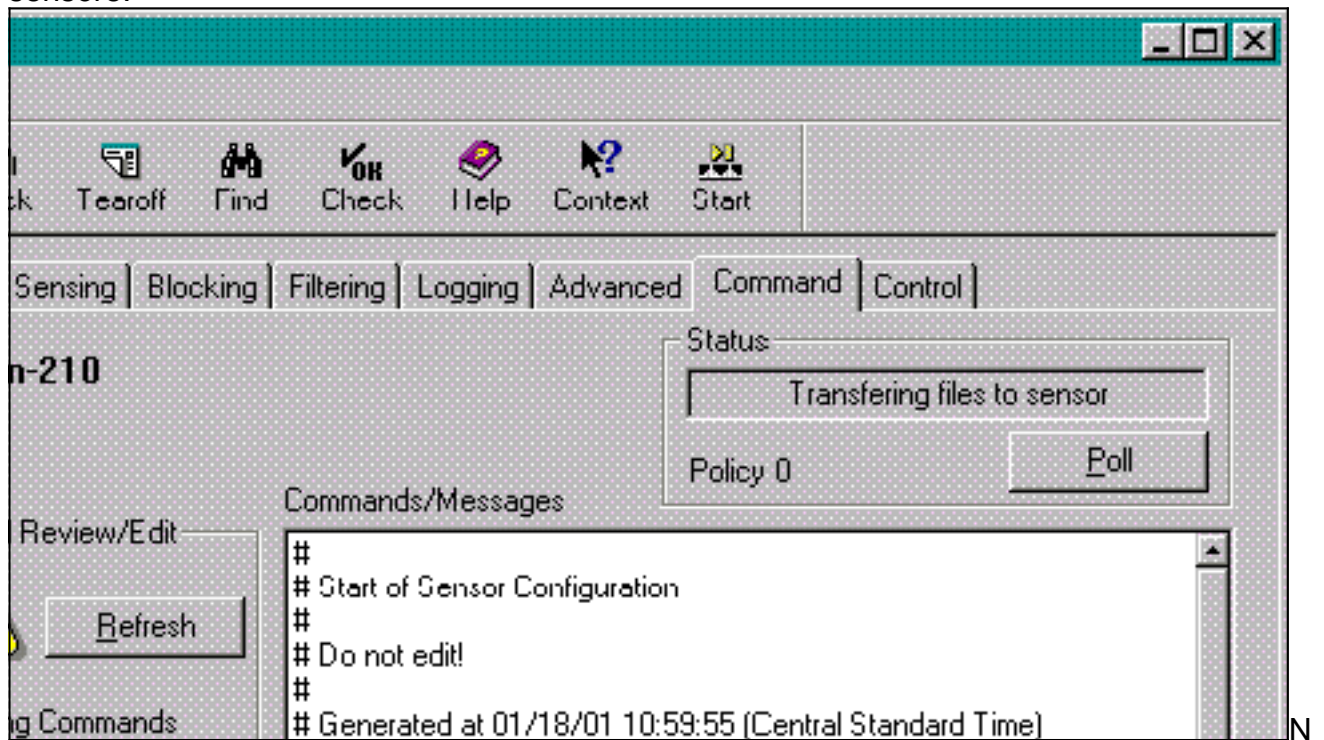 sensors.
Tearoff Find Check Help Context Start
Sensing Blocking Filtering Logging Advanced Command Control
Status
n-210
Transfering files to sensor
Policy 0 Poll
Commands/Messages
Review/Edit
#
# Start of Sensor Configuration
#
Refresh
# Do not edit!
#
Commands
# Generated at 01/18/01 10:59:55 (Central Standard Time)
N